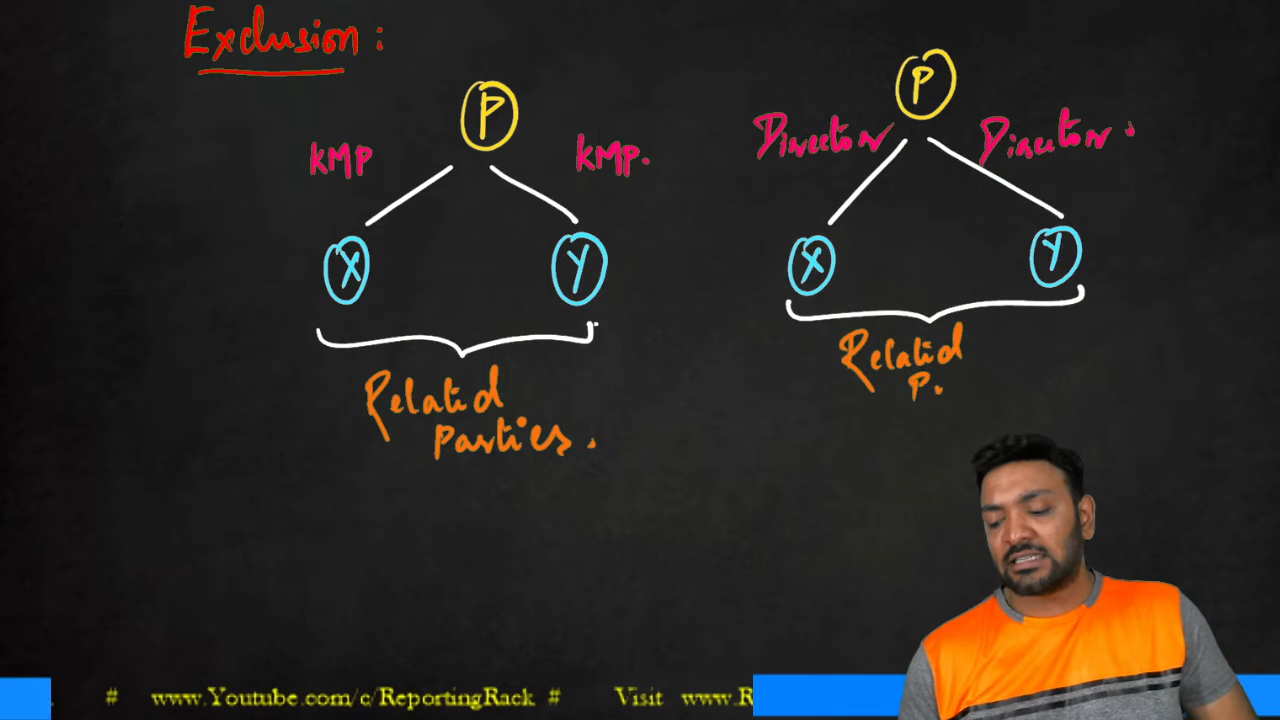 Exclusion:
P
KMP
KMP.
X
Y
Related
parties.
P
Director
Director.
X
Y
Related
P.
# www.Youtube.com/c/ReportingRack # Visit www.R